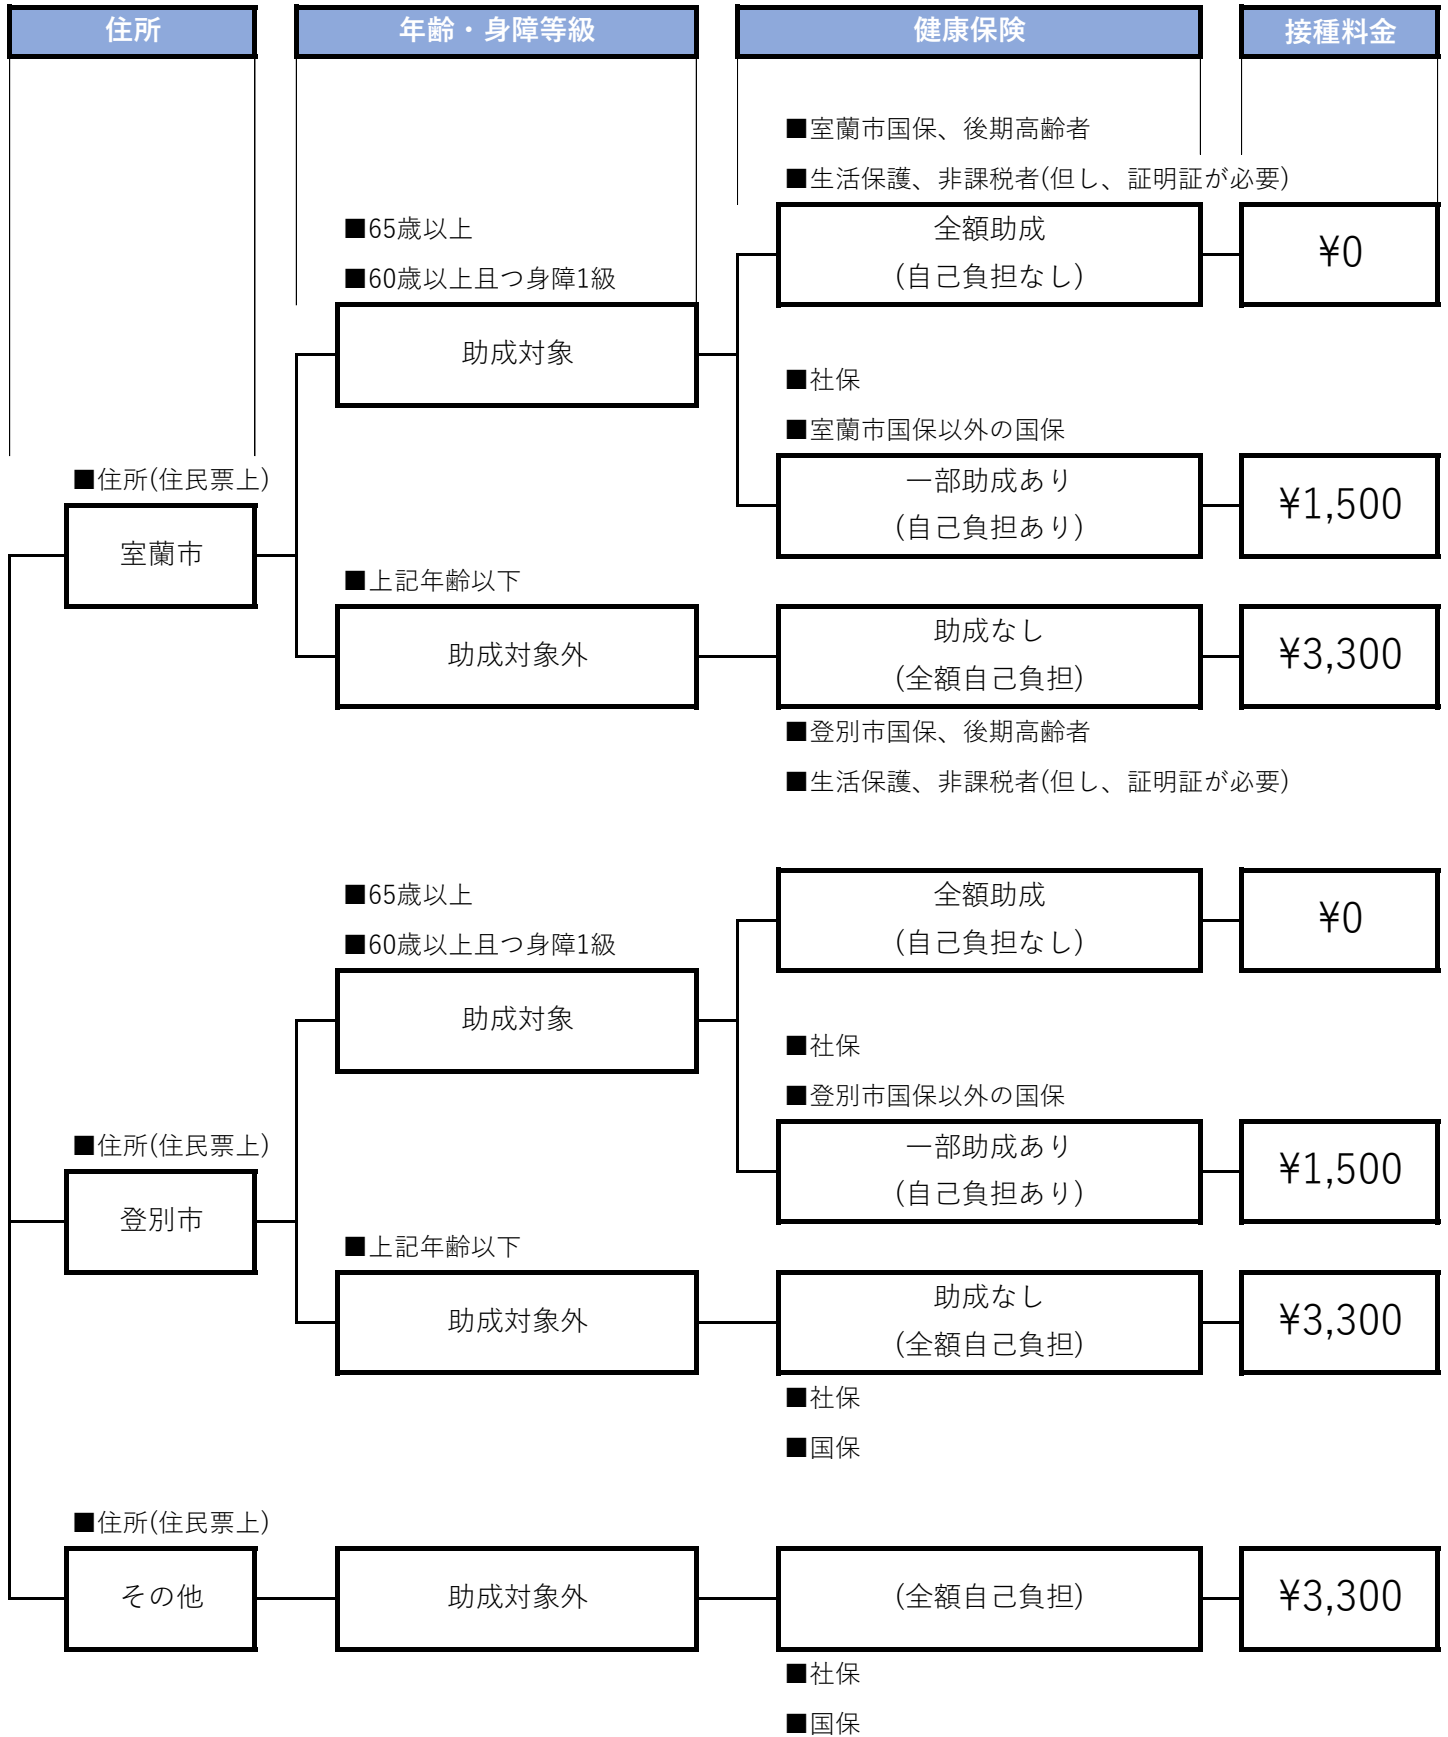 住所
年齢・身障等級
健康保険
接種料金
■室蘭市国保、後期高齢者
■生活保護、非課税者(但し、証明証が必要)
■65歳以上
■60歳以上且つ身障1級
全額助成
(自己負担なし)
¥0
助成対象
■社保
■室蘭市国保以外の国保
■住所(住民票上)
室蘭市
一部助成あり
(自己負担あり)
¥1,500
■上記年齢以下
助成対象外
助成なし
(全額自己負担)
¥3,300
■登別市国保、後期高齢者
■生活保護、非課税者(但し、証明証が必要)
■65歳以上
■60歳以上且つ身障1級
全額助成
(自己負担なし)
¥0
助成対象
■社保
■登別市国保以外の国保
■住所(住民票上)
登別市
一部助成あり
(自己負担あり)
¥1,500
■上記年齢以下
助成対象外
助成なし
(全額自己負担)
¥3,300
■社保
■国保
■住所(住民票上)
その他
助成対象外
(全額自己負担)
¥3,300
■社保
■国保